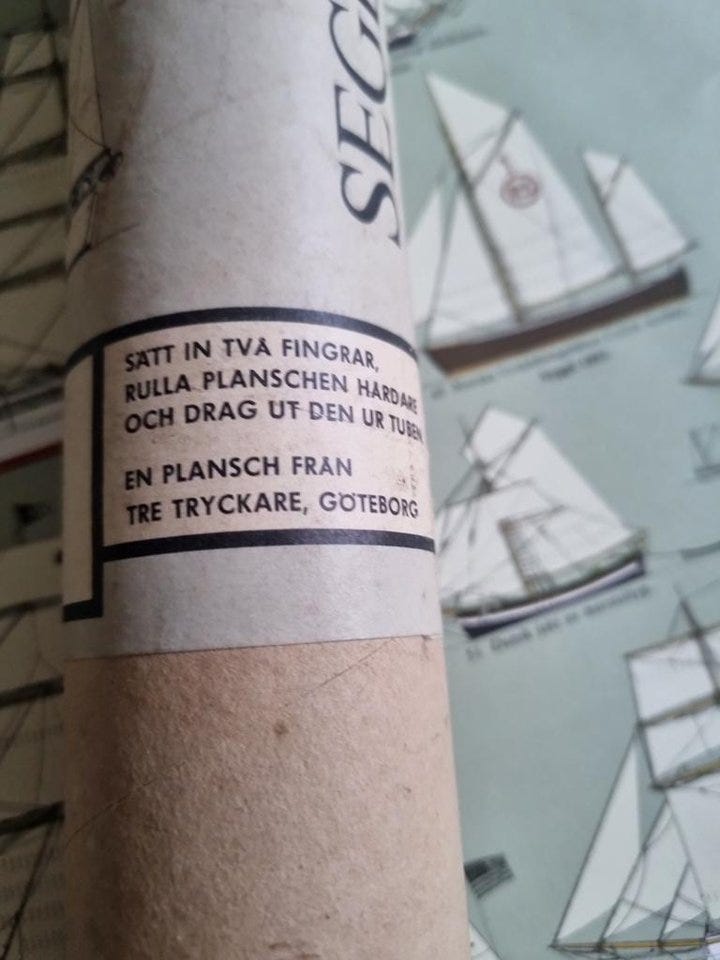 SEG
SÄTT IN TVÅ FINGRAR,
RULLA PLANSCHEN HÅRDARE
OCH DRAG UT DEN UR TUBEN.
EN PLANSCH FRÅN
TRE TRYCKARE, GÖTEBORG